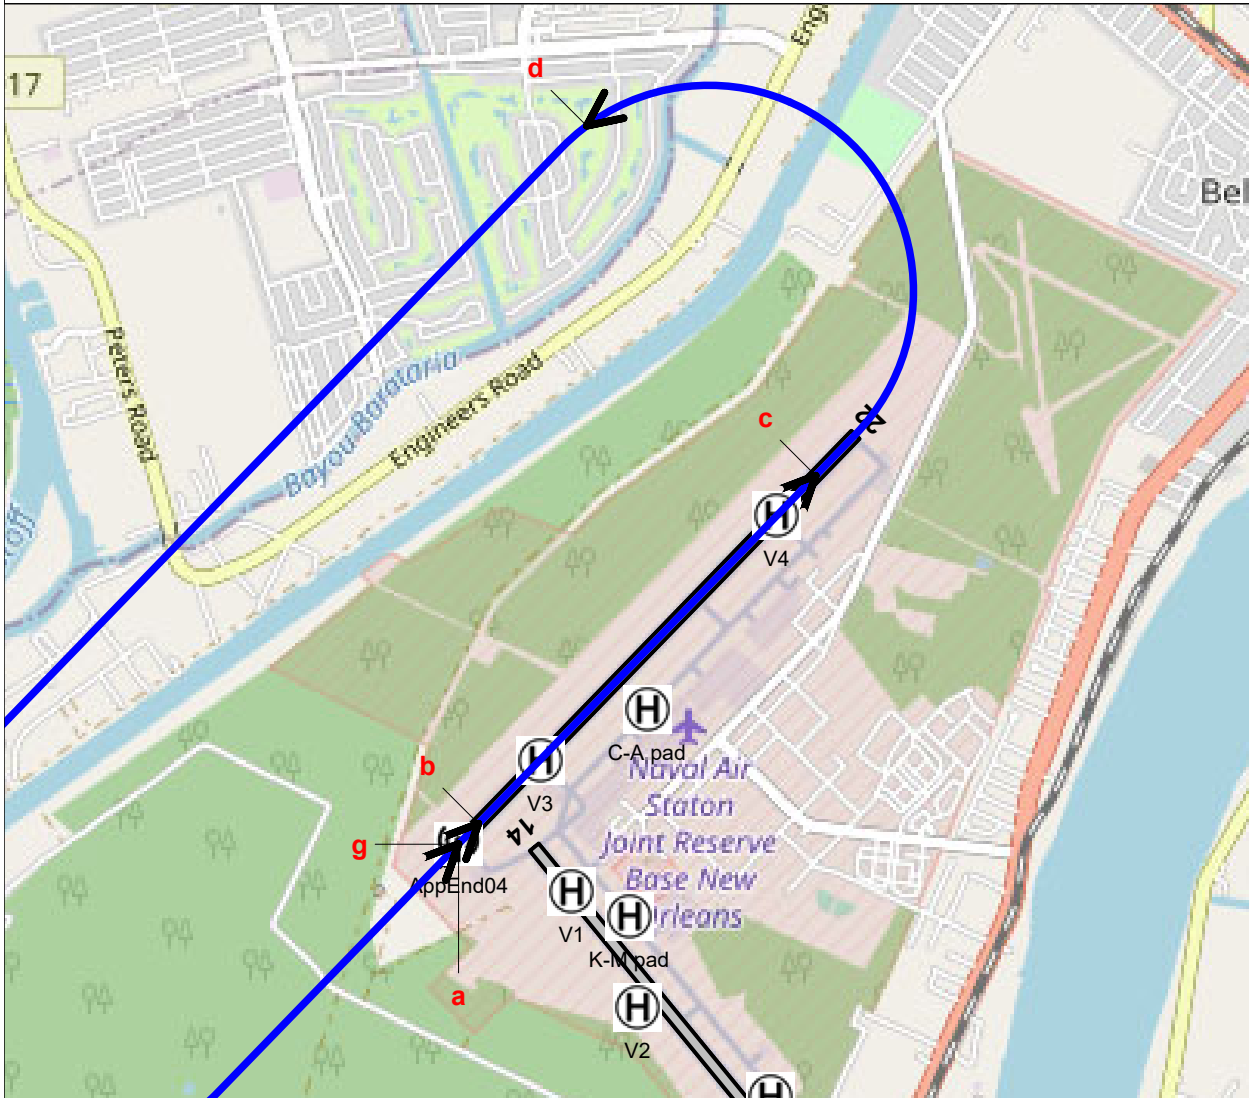 d
Eng
17
Bel
Peters Road
Bayou Barataria
Engineers Road
c
22
V4
C-A pad
Naval Air
Staton
Joint Reserve
Base New
rleans
b
V3
14
g
AppEnd04
V1
K-M pad
a
V2
H
H
H
H
H
H
H